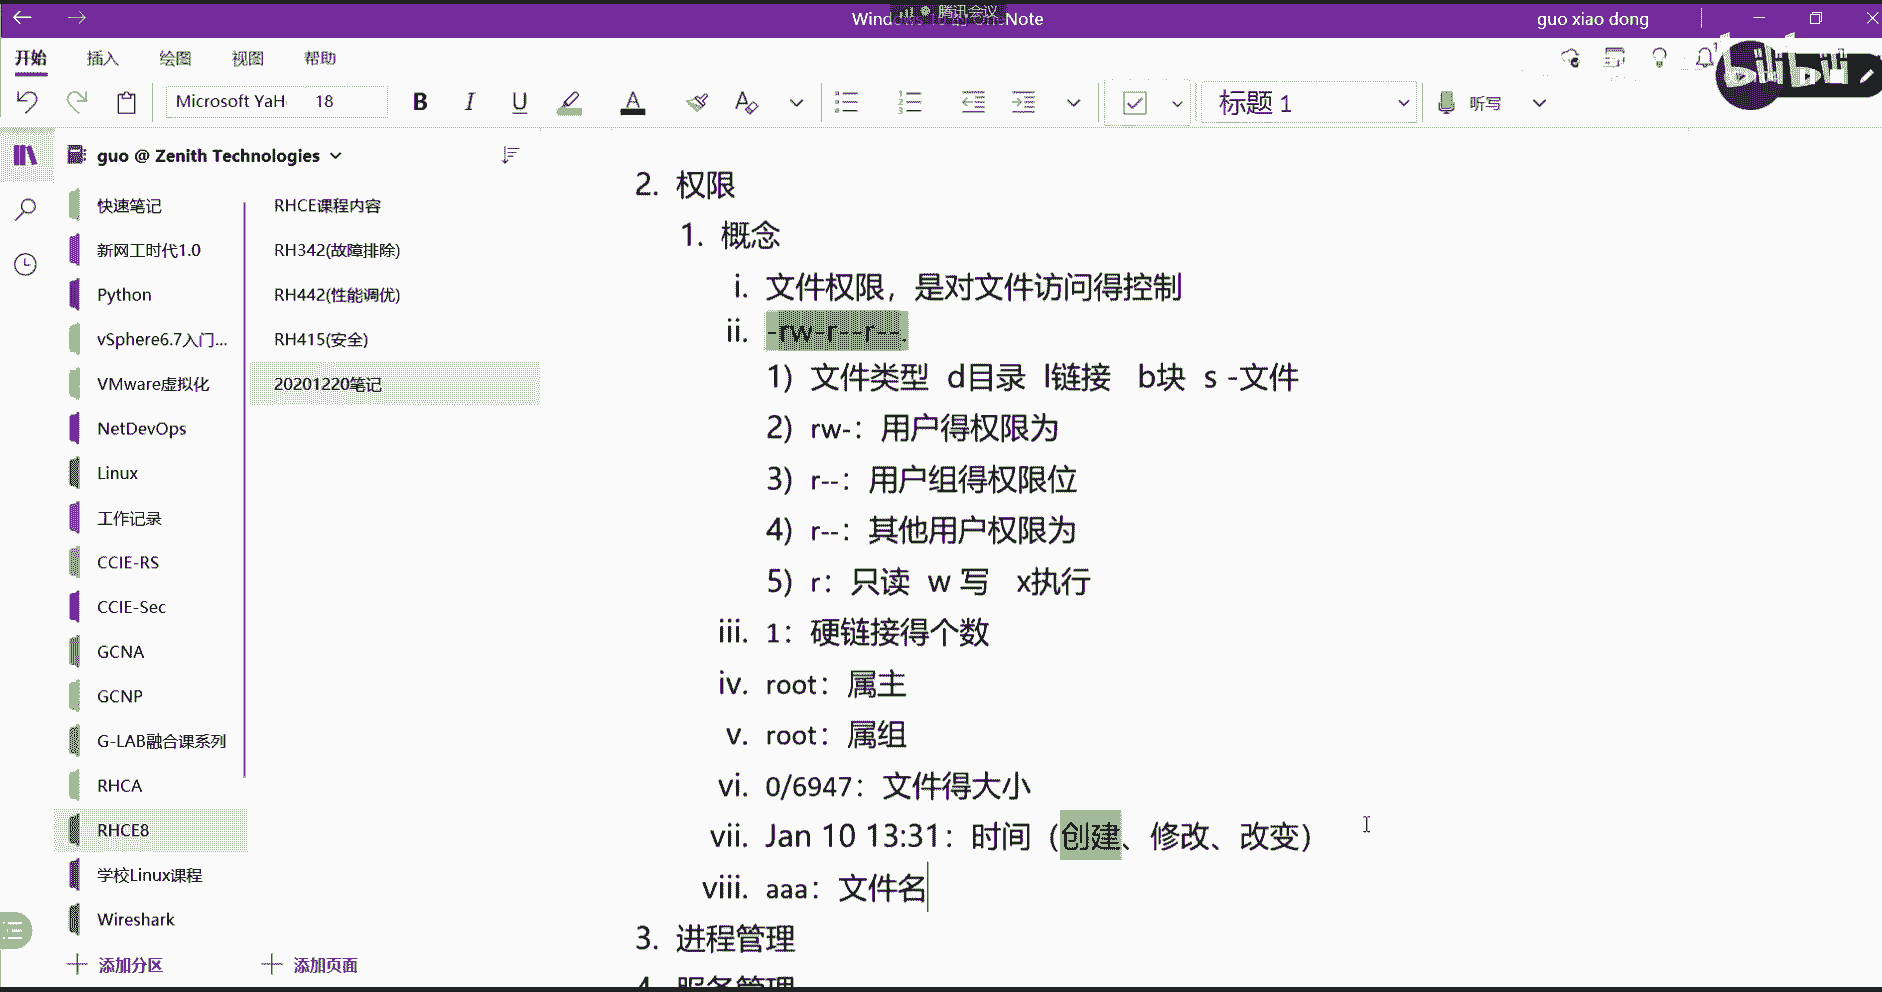 guo xiao dong
开始 插入 绘图 视图 帮助
Microsoft YaH 18 B I U A 标题 1 听写
guo @ Zenith Technologies
快速笔记
新网工时代1.0
Python
vSphere6.7入门...
VMware虚拟化
NetDevOps
Linux
工作记录
CCIE-RS
CCIE-Sec
GCNA
GCNP
G-LAB融合课系列
RHCA
RHCE8
学校Linux课程
Wireshark
添加分区
RHCE课程内容
RH342(故障排除)
RH442(性能调优)
RH415(安全)
20201220笔记
添加页面
2. 权限
1. 概念
i. 文件权限，是对文件访问得控制
ii. -rw-r--r--.
1) 文件类型 d目录 l链接 b块 s -文件
2) rw-：用户得权限为
3) r--：用户组得权限位
4) r--：其他用户权限为
5) r：只读 w 写 x执行
iii. 1：硬链接得个数
iv. root：属主
v. root：属组
vi. 0/6947：文件得大小
vii. Jan 10 13:31：时间（创建、修改、改变）
viii. aaa：文件名
3. 进程管理
4. 服务管理
bilibili
腾讯会议